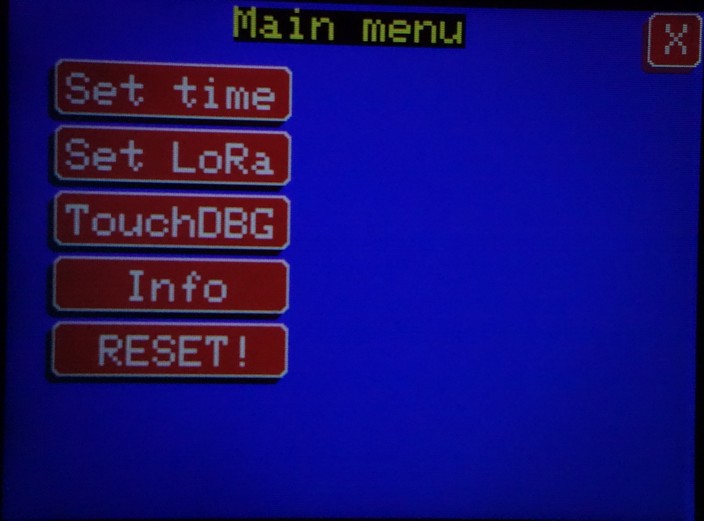 Main menu
X
Set time
Set LoRa
TouchDBG
Info
RESET!